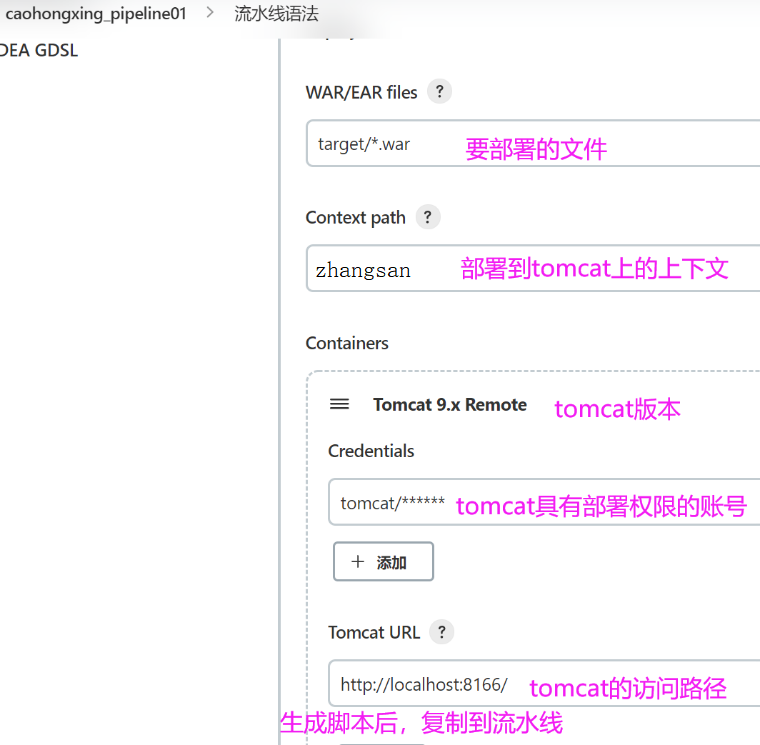 caohongxing_pipeline01 > 流水线语法
DEA GDSL
WAR/EAR files ?
target/*.war 要部署的文件
Context path ?
zhangsan 部署到tomcat上的上下文
Containers
Tomcat 9.x Remote tomcat版本
Credentials
tomcat/****** tomcat具有部署权限的账号
+ 添加
Tomcat URL ?
http://localhost:8166/ tomcat的访问路径
生成脚本后，复制到流水线